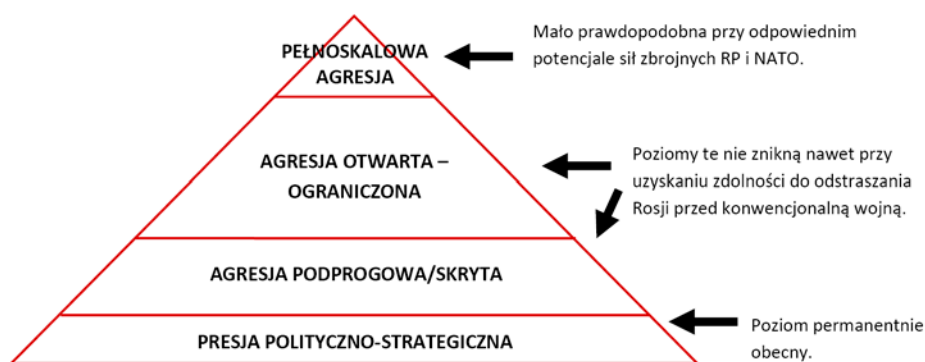 PEŁNOSKALOWA
AGRESJA
Mało prawdopodobna przy odpowiednim
potencjale sił zbrojnych RP i NATO.
AGRESJA OTWARTA –
OGRANICZONA
Poziomy te nie znikną nawet przy
uzyskaniu zdolności do odstraszania
Rosji przed konwencjonalną wojną.
AGRESJA PODPROGOWA/SKRYTA
PRESJA POLITYCZNO-STRATEGICZNA
Poziom permanentnie
obecny.